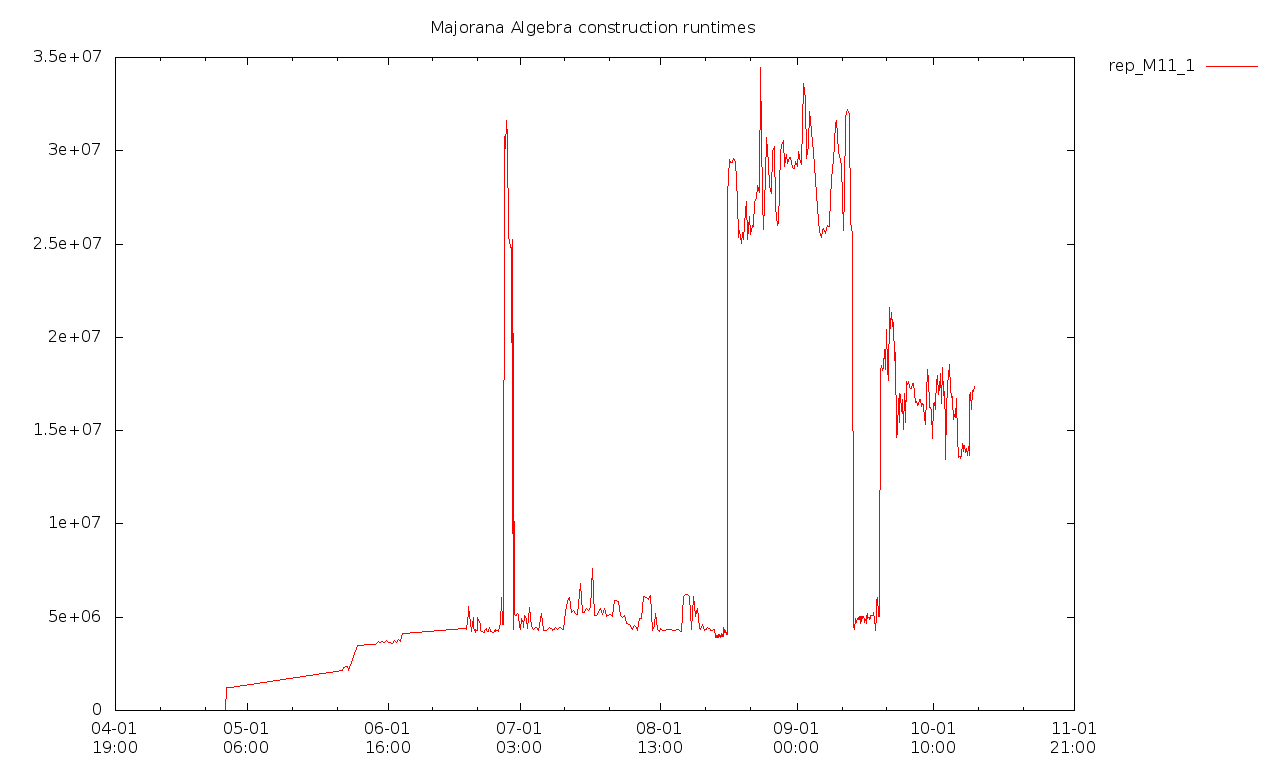 Majorana Algebra construction runtimes
rep_M11_1
3.5e+07
3e+07
2.5e+07
2e+07
1.5e+07
1e+07
5e+06
0
04-01 05-01 06-01 07-01 08-01 09-01 10-01 11-01
19:00 06:00 16:00 03:00 13:00 00:00 10:00 21:00